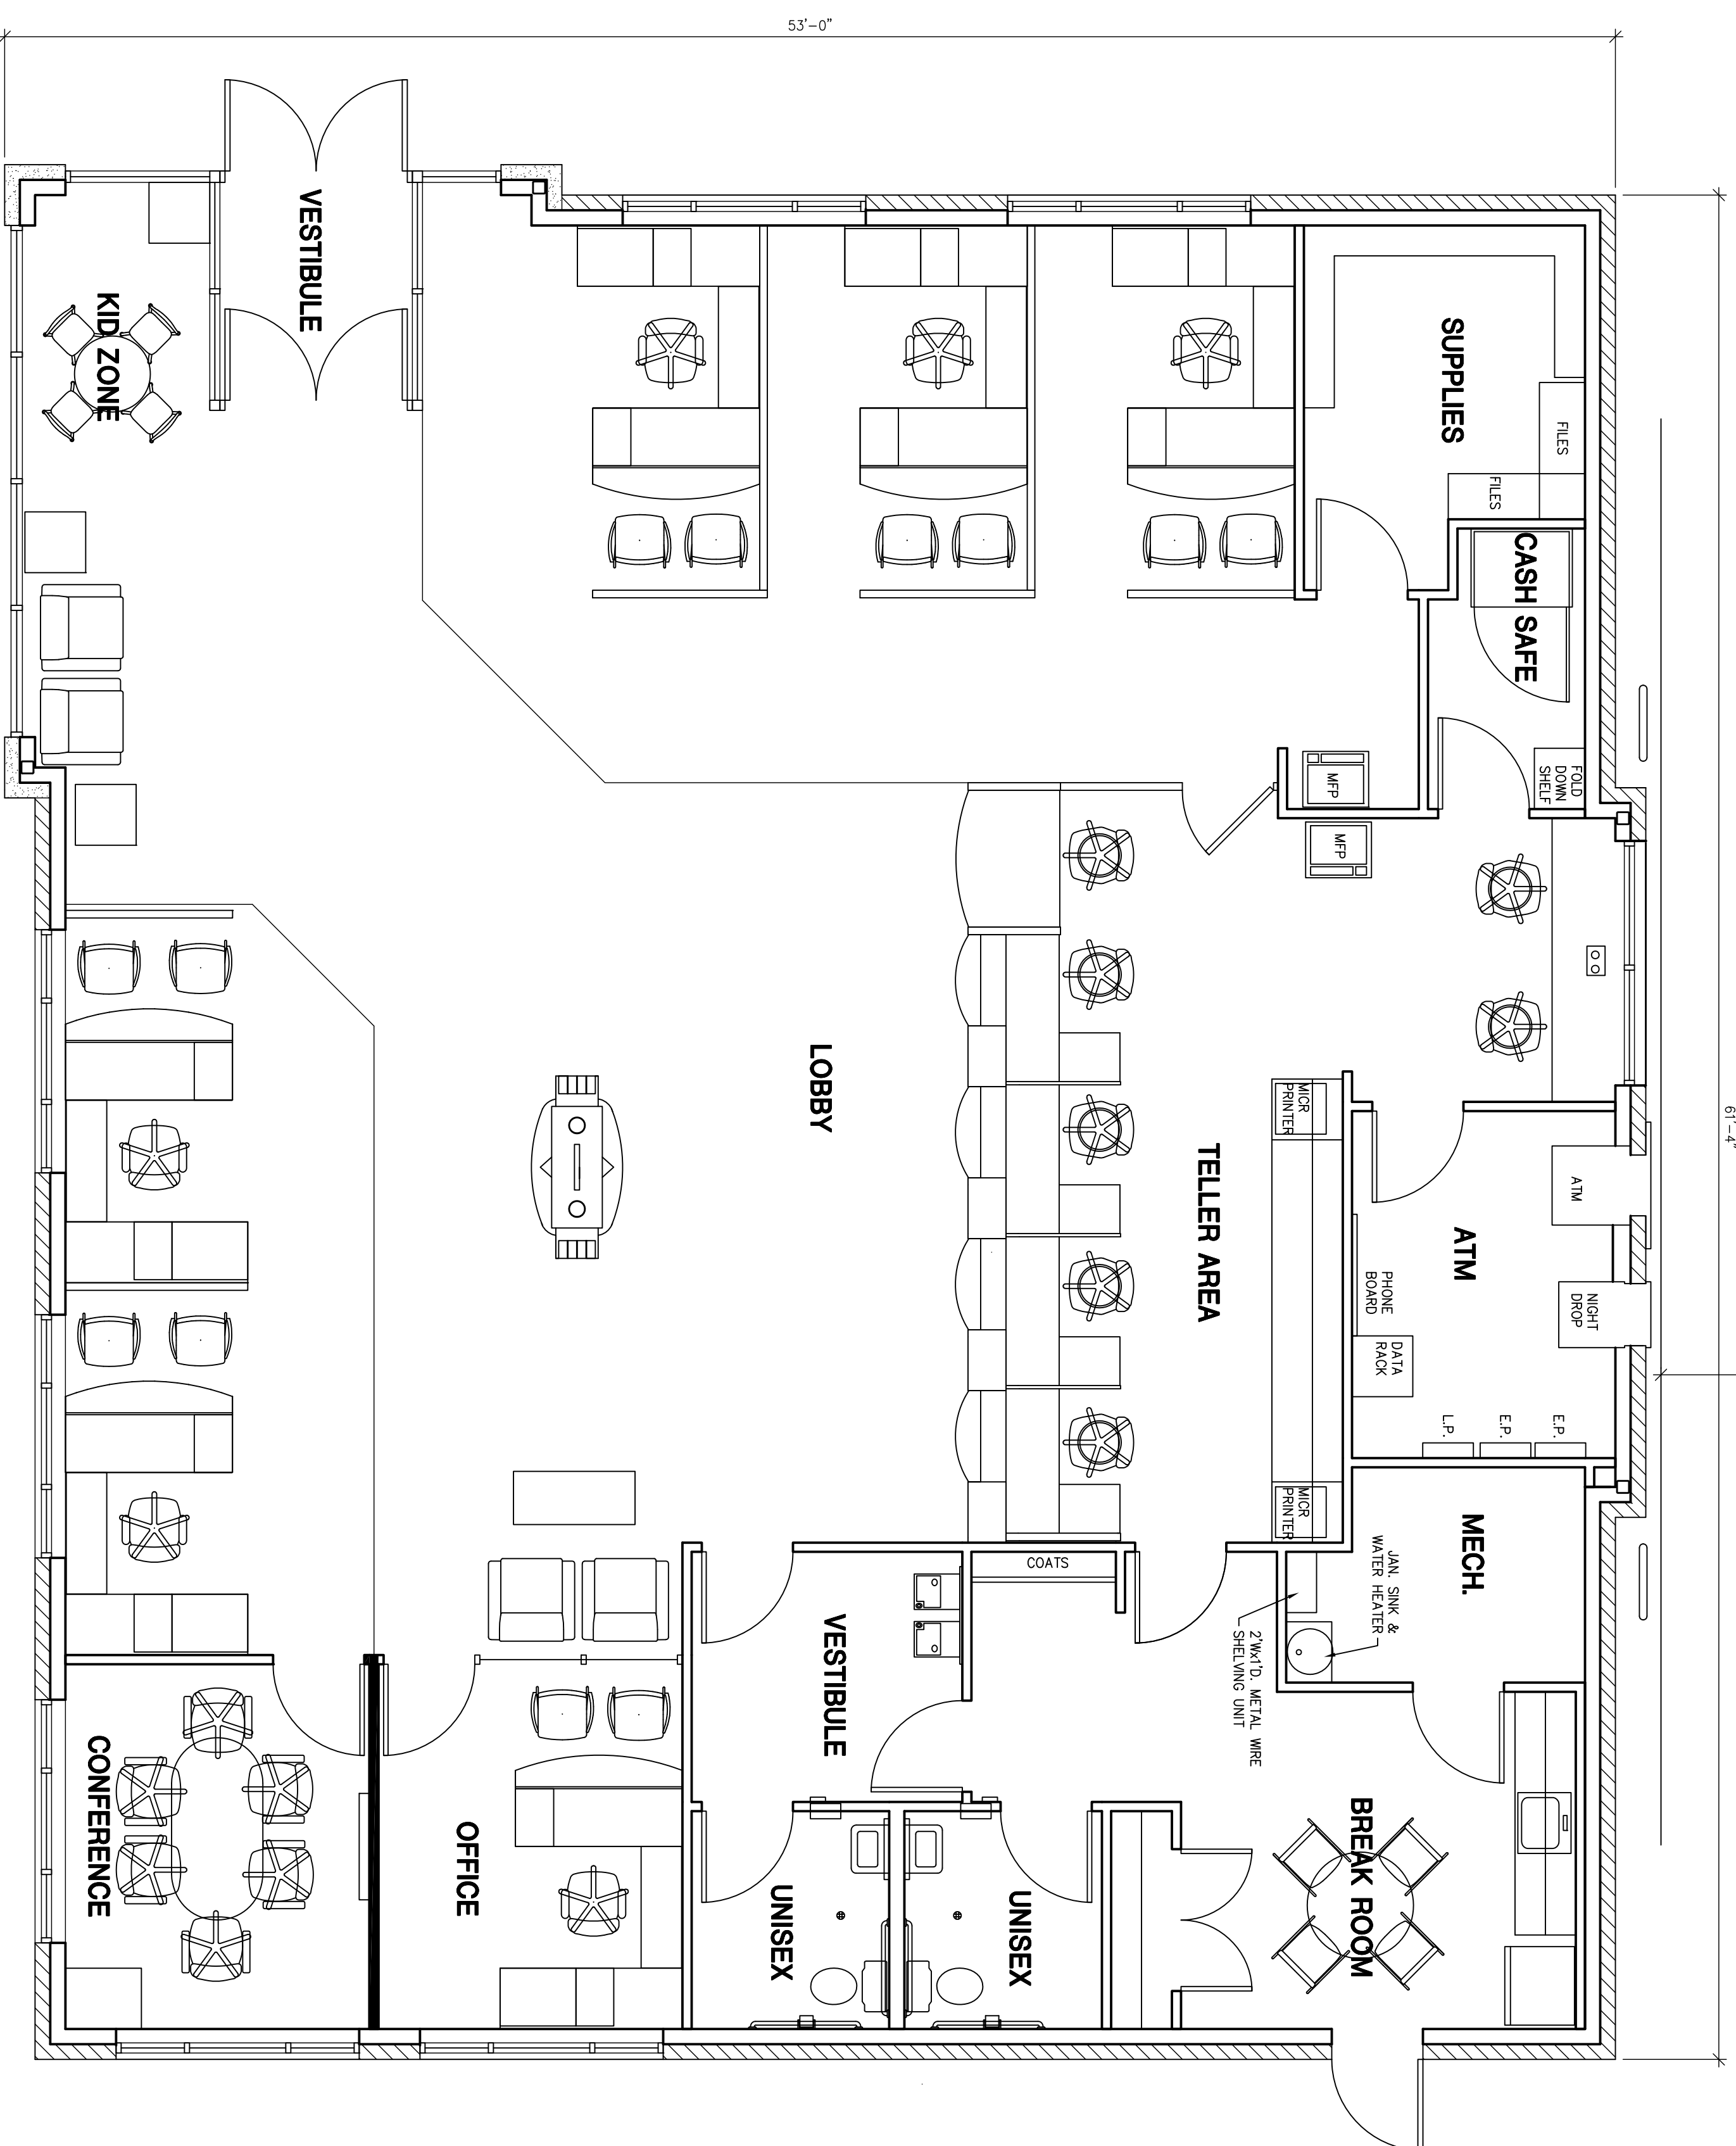 53'-0"
61'-4"
VESTIBULE
KID ZONE
SUPPLIES
FILES
FILES
CASH SAFE
FOLD
DOWN
SHELF
MFP
MFP
LOBBY
TELLER AREA
MICR
PRINTER
MICR
PRINTER
ATM
ATM
NIGHT
DROP
PHONE
BOARD
DATA
RACK
L.P.
E.P.
E.P.
MECH.
JAN. SINK &
WATER HEATER
2'Wx1'D. METAL WIRE
SHELVING UNIT
COATS
VESTIBULE
BREAK ROOM
UNISEX
UNISEX
OFFICE
CONFERENCE